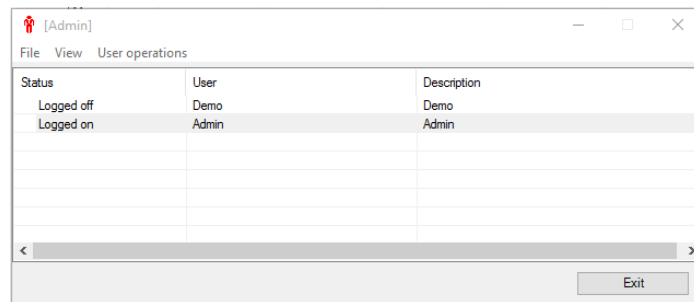 [Admin]
File View User operations
Status User Description
Logged off Demo Demo
Logged on Admin Admin
Exit